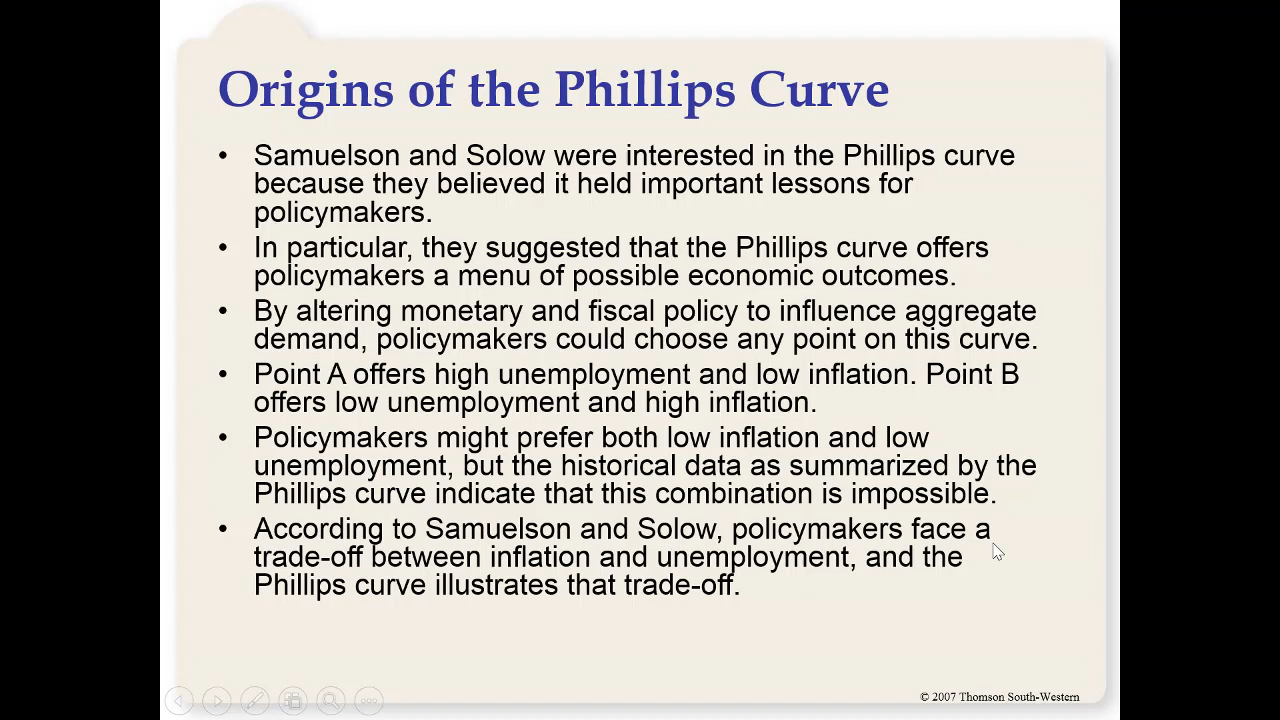 Origins of the Phillips Curve
• Samuelson and Solow were interested in the Phillips curve
because they believed it held important lessons for
policymakers.
• In particular, they suggested that the Phillips curve offers
policymakers a menu of possible economic outcomes.
• By altering monetary and fiscal policy to influence aggregate
demand, policymakers could choose any point on this curve.
• Point A offers high unemployment and low inflation. Point B
offers low unemployment and high inflation.
• Policymakers might prefer both low inflation and low
unemployment, but the historical data as summarized by the
Phillips curve indicate that this combination is impossible.
• According to Samuelson and Solow, policymakers face a
trade-off between inflation and unemployment, and the
Phillips curve illustrates that trade-off.
© 2007 Thomson South-Western